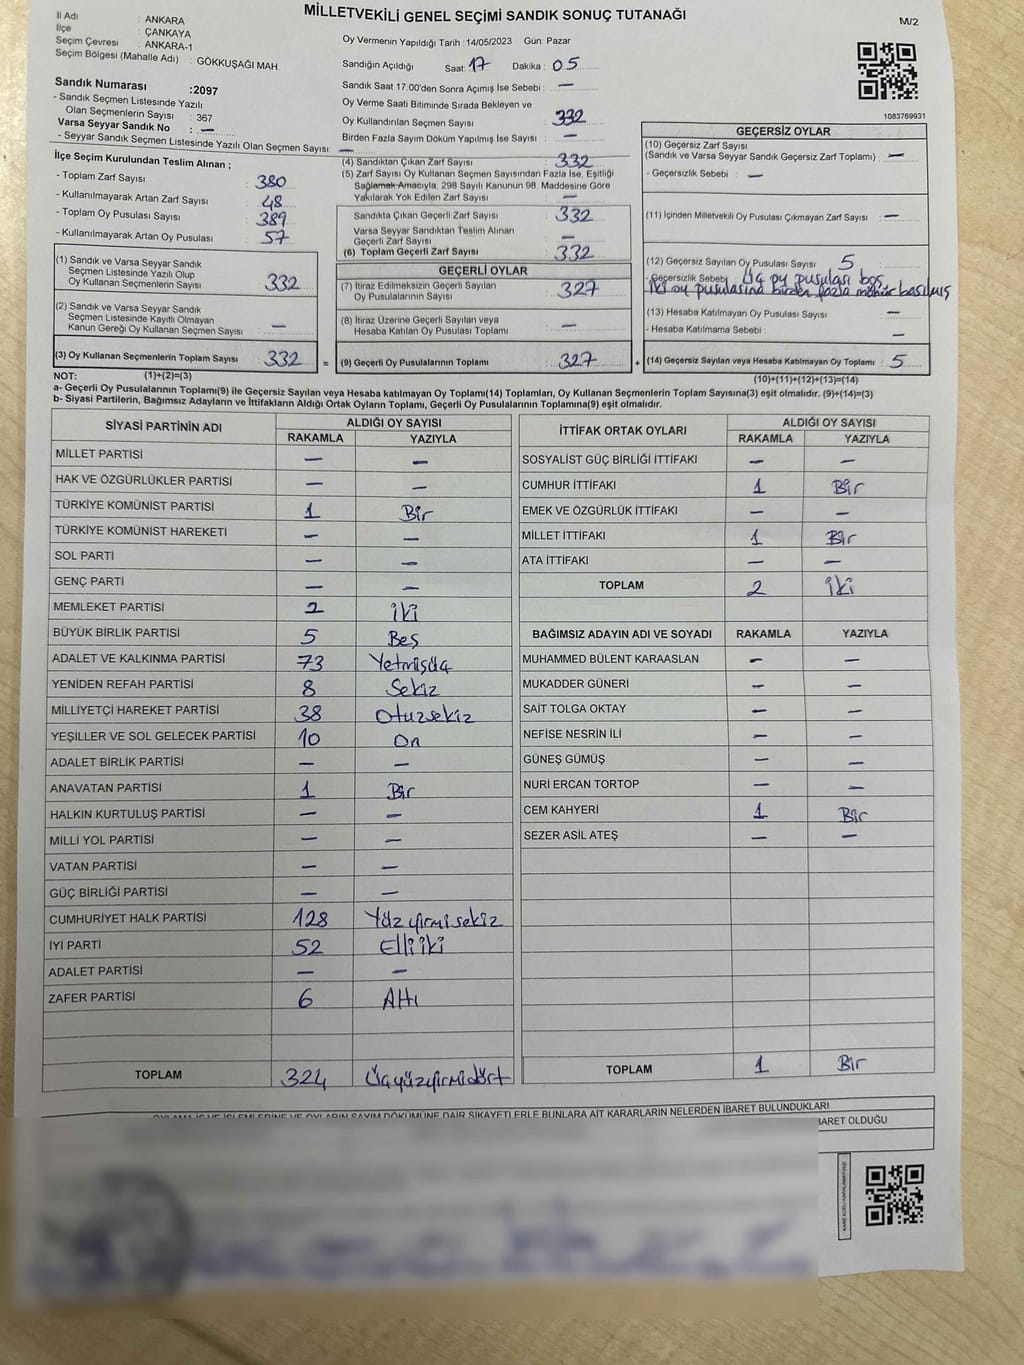 MİLLETVEKİLİ GENEL SEÇİMİ SANDIK SONUÇ TUTANAĞI
M/2
İl Adı : ANKARA
İlçe : ÇANKAYA
Seçim Çevresi : ANKARA-1
Seçim Bölgesi (Mahalle Adı) : GÖKKUŞAĞI MAH.
Sandık Numarası :2097
- Sandık Seçmen Listesinde Yazılı
Olan Seçmenlerin Sayısı : 367
Varsa Seyyar Sandık No : —
- Seyyar Sandık Seçmen Listesinde Yazılı Olan Seçmen Sayısı: —
Oy Vermenin Yapıldığı Tarih :14/05/2023 Gün: Pazar
Sandığın Açıldığı Saat: 17 Dakika : 05
Sandık Saat 17:00'den Sonra Açımış İse Sebebi : —
Oy Verme Saati Bitiminde Sırada Bekleyen ve
Oy Kullandırılan Seçmen Sayısı : 332
Birden Fazla Sayım Döküm Yapılmış İse Sayısı : —
1083769931
İlçe Seçim Kurulundan Teslim Alınan ;
- Toplam Zarf Sayısı : 380
- Kullanılmayarak Artan Zarf Sayısı : 48
- Toplam Oy Pusulası Sayısı : 389
- Kullanılmayarak Artan Oy Pusulası : 57
(4) Sandıktan Çıkan Zarf Sayısı : 332
(5) Zarf Sayısı Oy Kullanan Seçmen Sayısından Fazla İse, Eşitliği
Sağlamak Amacıyla, 298 Sayılı Kanunun 98. Maddesine Göre
Yakılarak Yok Edilen Zarf Sayısı : —
Sandıkta Çıkan Geçerli Zarf Sayısı : 332
Varsa Seyyar Sandıktan Teslim Alınan
Geçerli Zarf Sayısı : —
(6) Toplam Geçerli Zarf Sayısı : 332
GEÇERSİZ OYLAR
(10) Geçersiz Zarf Sayısı
(Sandık ve Varsa Seyyar Sandık Geçersiz Zarf Toplamı) : —
- Geçersizlik Sebebi : —
(11) İçinden Milletvekili Oy Pusulası Çıkmayan Zarf Sayısı : —
(12) Geçersiz Sayılan Oy Pusulası Sayısı : 5
- Geçersizlik Sebebi : Üç oy pusulası boş
İki oy pusulasına birden fazla mühür basılmış
(13) Hesaba Katılmayan Oy Pusulası Sayısı : —
- Hesaba Katılmama Sebebi : —
(14) Geçersiz Sayılan veya Hesaba Katılmayan Oy Toplamı : 5
(10)+(11)+(12)+(13)=(14)
(1) Sandık ve Varsa Seyyar Sandık
Seçmen Listesinde Yazılı Olup
Oy Kullanan Seçmenlerin Sayısı : 332
(2) Sandık ve Varsa Seyyar Sandık
Seçmen Listesinde Kayıtlı Olmayan
Kanun Gereği Oy Kullanan Seçmen Sayısı : —
(3) Oy Kullanan Seçmenlerin Toplam Sayısı : 332 =
(1)+(2)=(3)
GEÇERLİ OYLAR
(7) İtiraz Edilmeksizin Geçerli Sayılan
Oy Pusulalarının Sayısı : 327
(8) İtiraz Üzerine Geçerli Sayılan veya
Hesaba Katılan Oy Pusulası Toplamı : —
(9) Geçerli Oy Pusulalarının Toplamı : 327 +
NOT:
a- Geçerli Oy Pusulalarının Toplamı(9) ile Geçersiz Sayılan veya Hesaba katılmayan Oy Toplamı(14) Toplamları, Oy Kullanan Seçmenlerin Toplam Sayısına(3) eşit olmalıdır. (9)+(14)=(3)
b- Siyasi Partilerin, Bağımsız Adayların ve İttifakların Aldığı Ortak Oyların Toplamı, Geçerli Oy Pusulalarının Toplamına(9) eşit olmalıdır.
SİYASİ PARTİNİN ADI ALDIĞI OY SAYISI
RAKAMLA YAZIYLA
MİLLET PARTİSİ — —
HAK VE ÖZGÜRLÜKLER PARTİSİ — —
TÜRKİYE KOMÜNİST PARTİSİ 1 Bir
TÜRKİYE KOMÜNİST HAREKETİ — —
SOL PARTİ — —
GENÇ PARTİ — —
MEMLEKET PARTİSİ 2 İki
BÜYÜK BİRLİK PARTİSİ 5 Beş
ADALET VE KALKINMA PARTİSİ 73 Yetmişüç
YENİDEN REFAH PARTİSİ 8 Sekiz
MİLLİYETÇİ HAREKET PARTİSİ 38 Otuzsekiz
YEŞİLLER VE SOL GELECEK PARTİSİ 10 On
ADALET BİRLİK PARTİSİ — —
ANAVATAN PARTİSİ 1 Bir
HALKIN KURTULUŞ PARTİSİ — —
MİLLİ YOL PARTİSİ — —
VATAN PARTİSİ — —
GÜÇ BİRLİĞİ PARTİSİ — —
CUMHURİYET HALK PARTİSİ 128 Yüzyirmisekiz
İYİ PARTİ 52 Elliiki
ADALET PARTİSİ — —
ZAFER PARTİSİ 6 Altı
TOPLAM 324 Üçyüzyirmidört
İTTİFAK ORTAK OYLARI ALDIĞI OY SAYISI
RAKAMLA YAZIYLA
SOSYALİST GÜÇ BİRLİĞİ İTTİFAKI — —
CUMHUR İTTİFAKI 1 Bir
EMEK VE ÖZGÜRLÜK İTTİFAKI — —
MİLLET İTTİFAKI 1 Bir
ATA İTTİFAKI — —
TOPLAM 2 İki
BAĞIMSIZ ADAYIN ADI VE SOYADI RAKAMLA YAZIYLA
MUHAMMED BÜLENT KARAASLAN — —
MUKADDER GÜNERİ — —
SAİT TOLGA OKTAY — —
NEFİSE NESRİN İLİ — —
GÜNEŞ GÜMÜŞ — —
NURİ ERCAN TORTOP — —
CEM KAHYERİ 1 Bir
SEZER ASİL ATEŞ — —
TOPLAM 1 Bir
OYLAMA İŞ VE İŞLEMLERİNE VE OYLARIN SAYIM DÖKÜMÜNE DAİR ŞİKAYETLERLE BUNLARA AİT KARARLARIN NELERDEN İBARET BULUNDUKLARI
BARET OLDUĞU